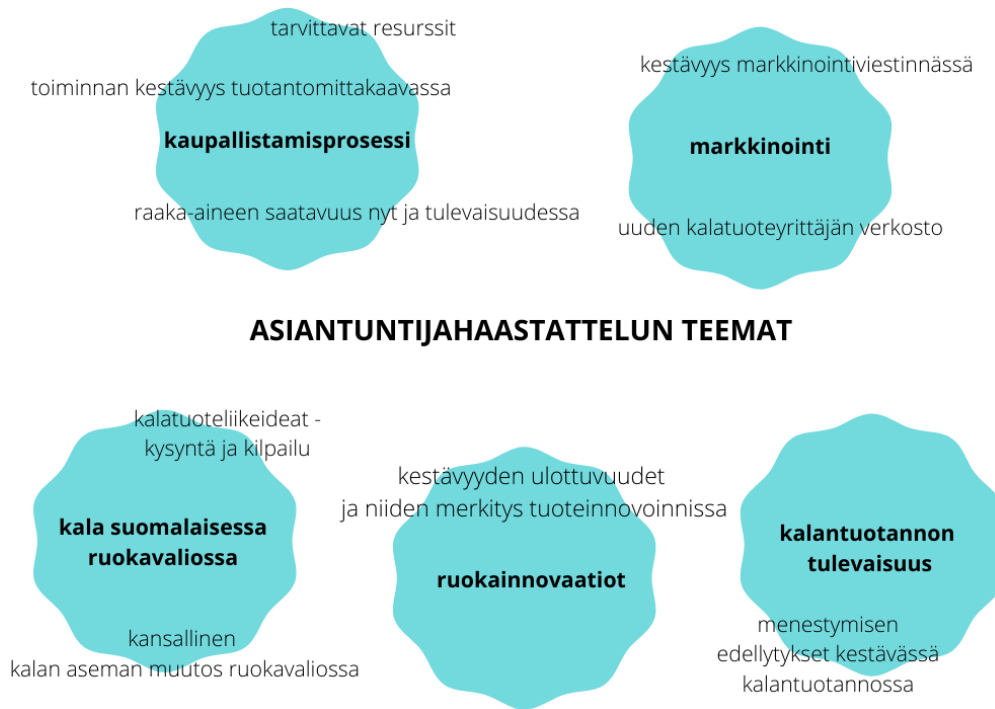 tarvittavat resurssit
toiminnan kestävyys tuotantomittakaavassa
kaupallistamisprosessi
raaka-aineen saatavuus nyt ja tulevaisuudessa
kestävyys markkinointiviestinnässä
markkinointi
uuden kalatuoteyrittäjän verkosto
ASIANTUNTIJAHAASTATTELUN TEEMAT
kalatuoteliikeideat -
kysyntä ja kilpailu
kala suomalaisessa
ruokavaliossa
kansallinen
kalan aseman muutos ruokavaliossa
kestävyyden ulottuvuudet
ja niiden merkitys tuoteinnovoinnissa
ruokainnovaatiot
kalantuotannon
tulevaisuus
menestymisen
edellytykset kestävässä
kalantuotannossa